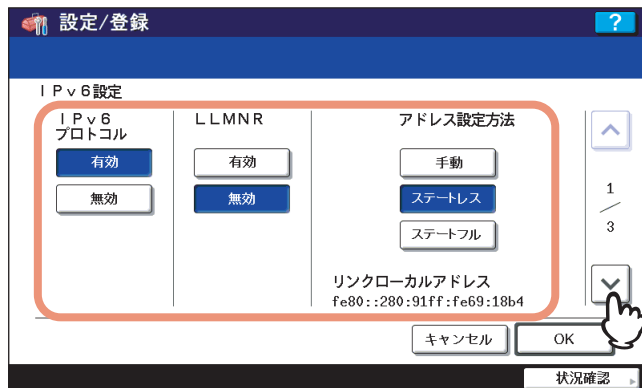 設定/登録
?
IPv6設定
IPv6
プロトコル
有効
無効
LLMNR
有効
無効
アドレス設定方法
手動
ステートレス
ステートフル
リンクローカルアドレス
fe80::280:91ff:fe69:18b4
1
/
3
キャンセル
OK
状況確認